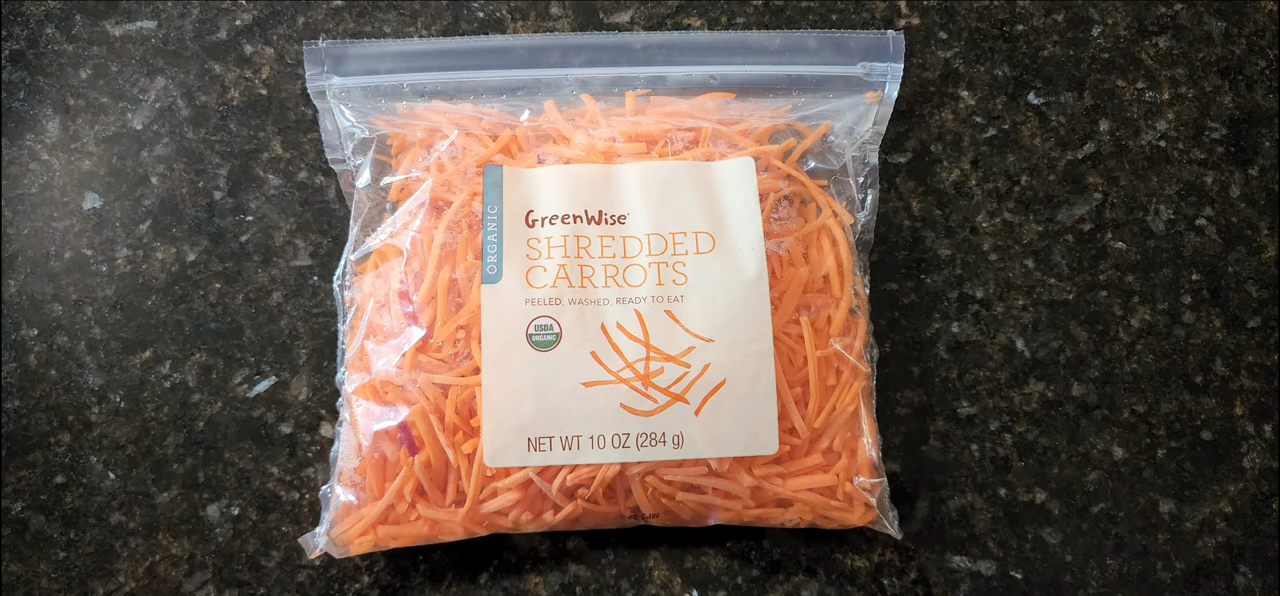 ORGANIC
GreenWise
SHREDDED
CARROTS
PEELED, WASHED, READY TO EAT
USDA
ORGANIC
NET WT 10 OZ (284 g)